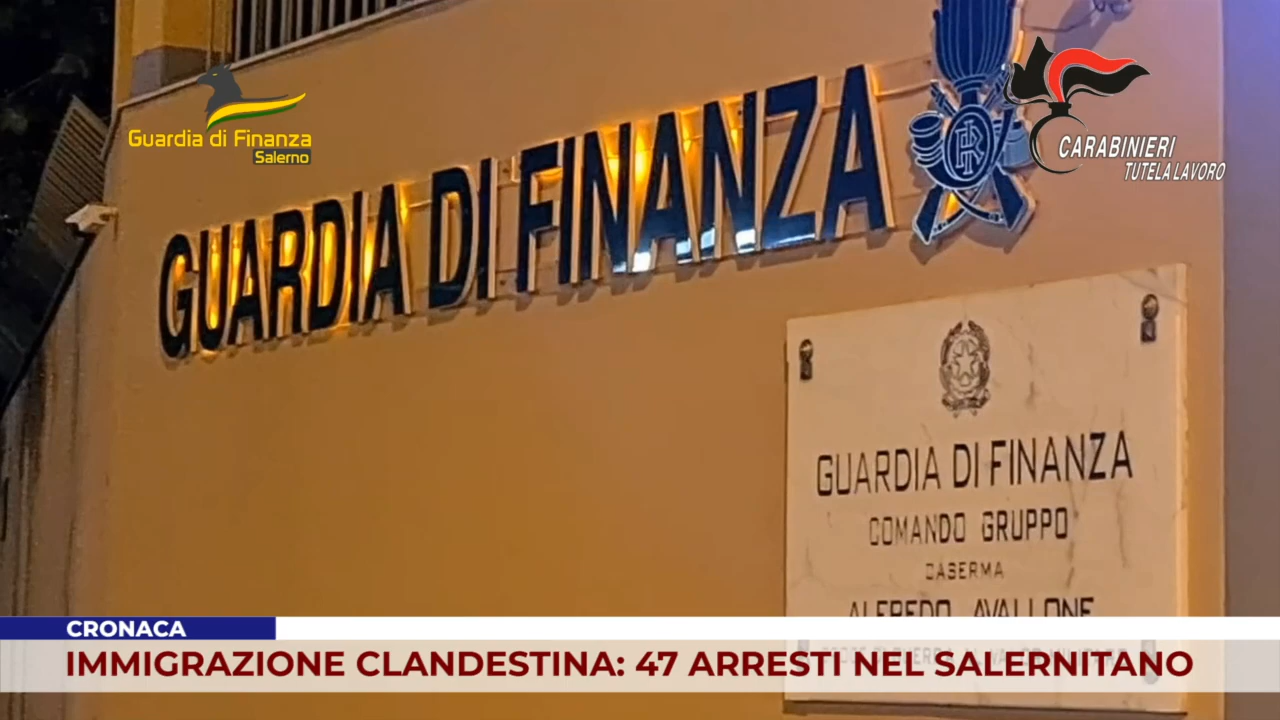 Guardia di Finanza
Salerno
CARABINIERI
TUTELA LAVORO
GUARDIA DI FINANZA
GUARDIA DI FINANZA
COMANDO GRUPPO
CASERMA
ALFREDO AVALLONE
CRONACA
IMMIGRAZIONE CLANDESTINA: 47 ARRESTI NEL SALERNITANO